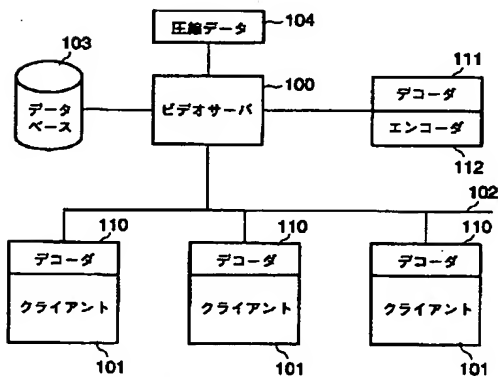 104
圧縮データ
103
100
111
データ
ベース
ビデオサーバ
デコーダ
エンコーダ
112
102
110
110
110
デコーダ
デコーダ
デコーダ
クライアント
クライアント
クライアント
101
101
101